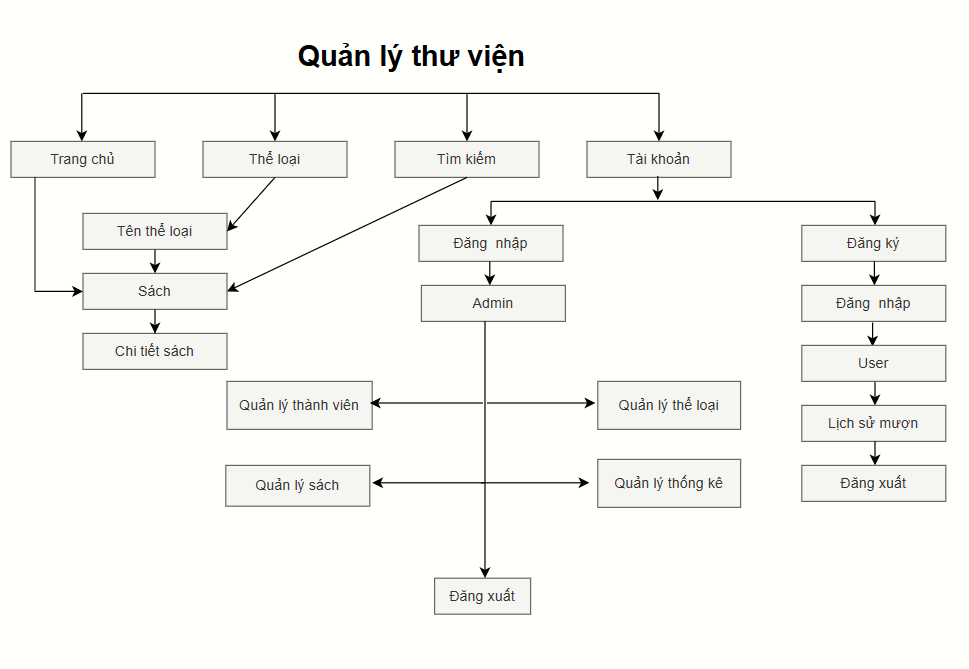 Quản lý thư viện
Trang chủ
Thể loại
Tìm kiếm
Tài khoản
Tên thể loại
Sách
Chi tiết sách
Đăng nhập
Admin
Quản lý thành viên
Quản lý thể loại
Quản lý sách
Quản lý thống kê
Đăng xuất
Đăng ký
Đăng nhập
User
Lịch sử mượn
Đăng xuất